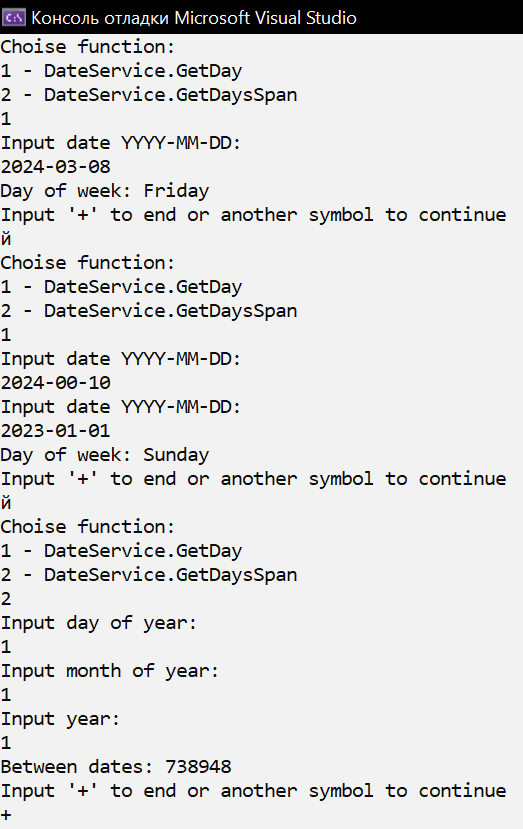 Консоль отладки Microsoft Visual Studio
Choise function:
1 - DateService.GetDay
2 - DateService.GetDaysSpan
1
Input date YYYY-MM-DD:
2024-03-08
Day of week: Friday
Input '+' to end or another symbol to continue
й
Choise function:
1 - DateService.GetDay
2 - DateService.GetDaysSpan
1
Input date YYYY-MM-DD:
2024-00-10
Input date YYYY-MM-DD:
2023-01-01
Day of week: Sunday
Input '+' to end or another symbol to continue
й
Choise function:
1 - DateService.GetDay
2 - DateService.GetDaysSpan
2
Input day of year:
1
Input month of year:
1
Input year:
1
Between dates: 738948
Input '+' to end or another symbol to continue
+